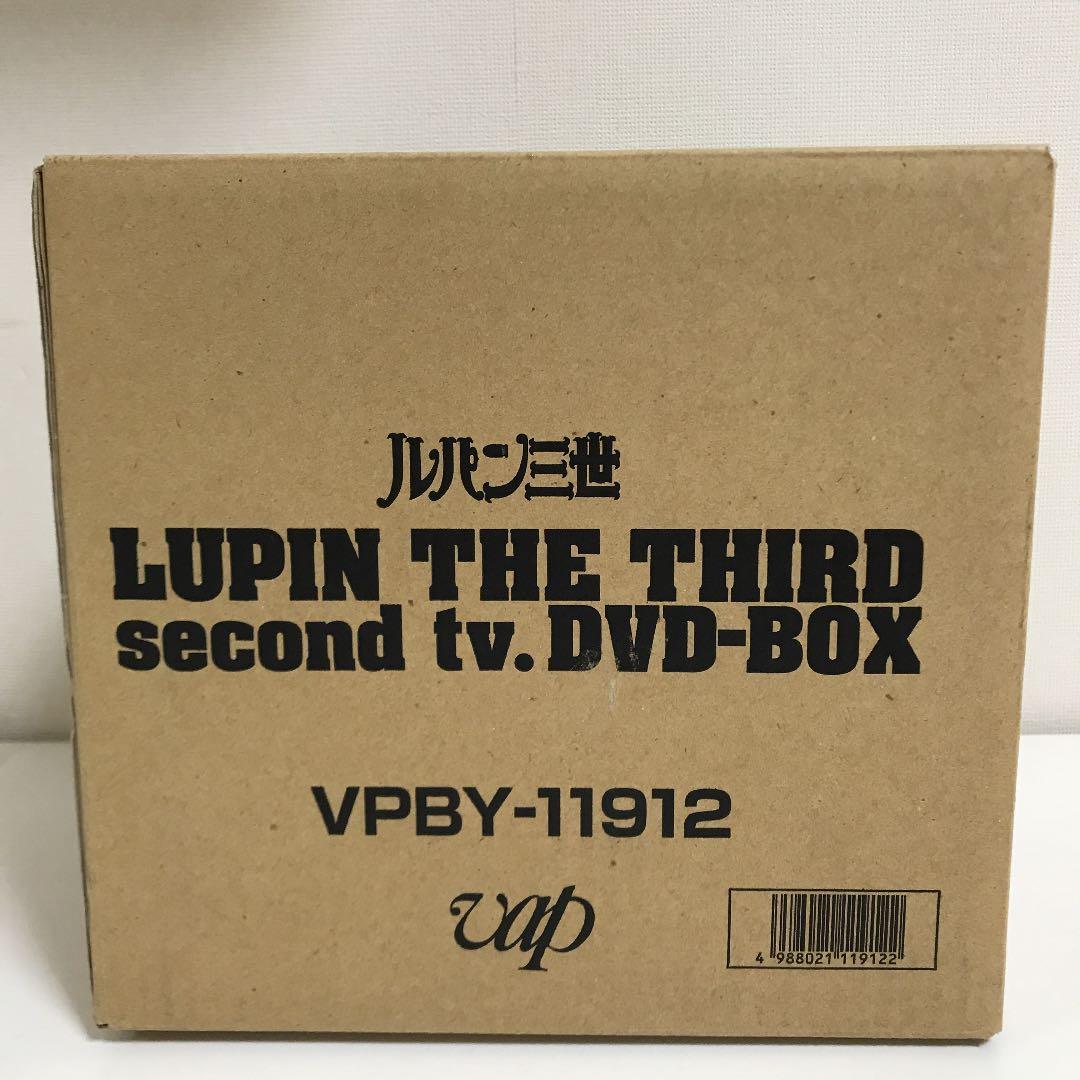 ルパン三世
LUPIN THE THIRD
second tv. DVD-BOX
VPBY-11912
vap
4 988021 119122